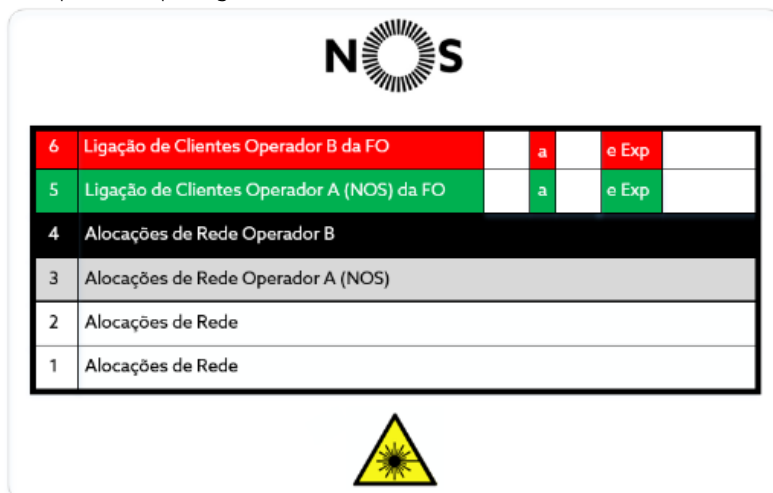 NOS
6 Ligação de Clientes Operador B da FO a e Exp
5 Ligação de Clientes Operador A (NOS) da FO a e Exp
4 Alocações de Rede Operador B
3 Alocações de Rede Operador A (NOS)
2 Alocações de Rede
1 Alocações de Rede